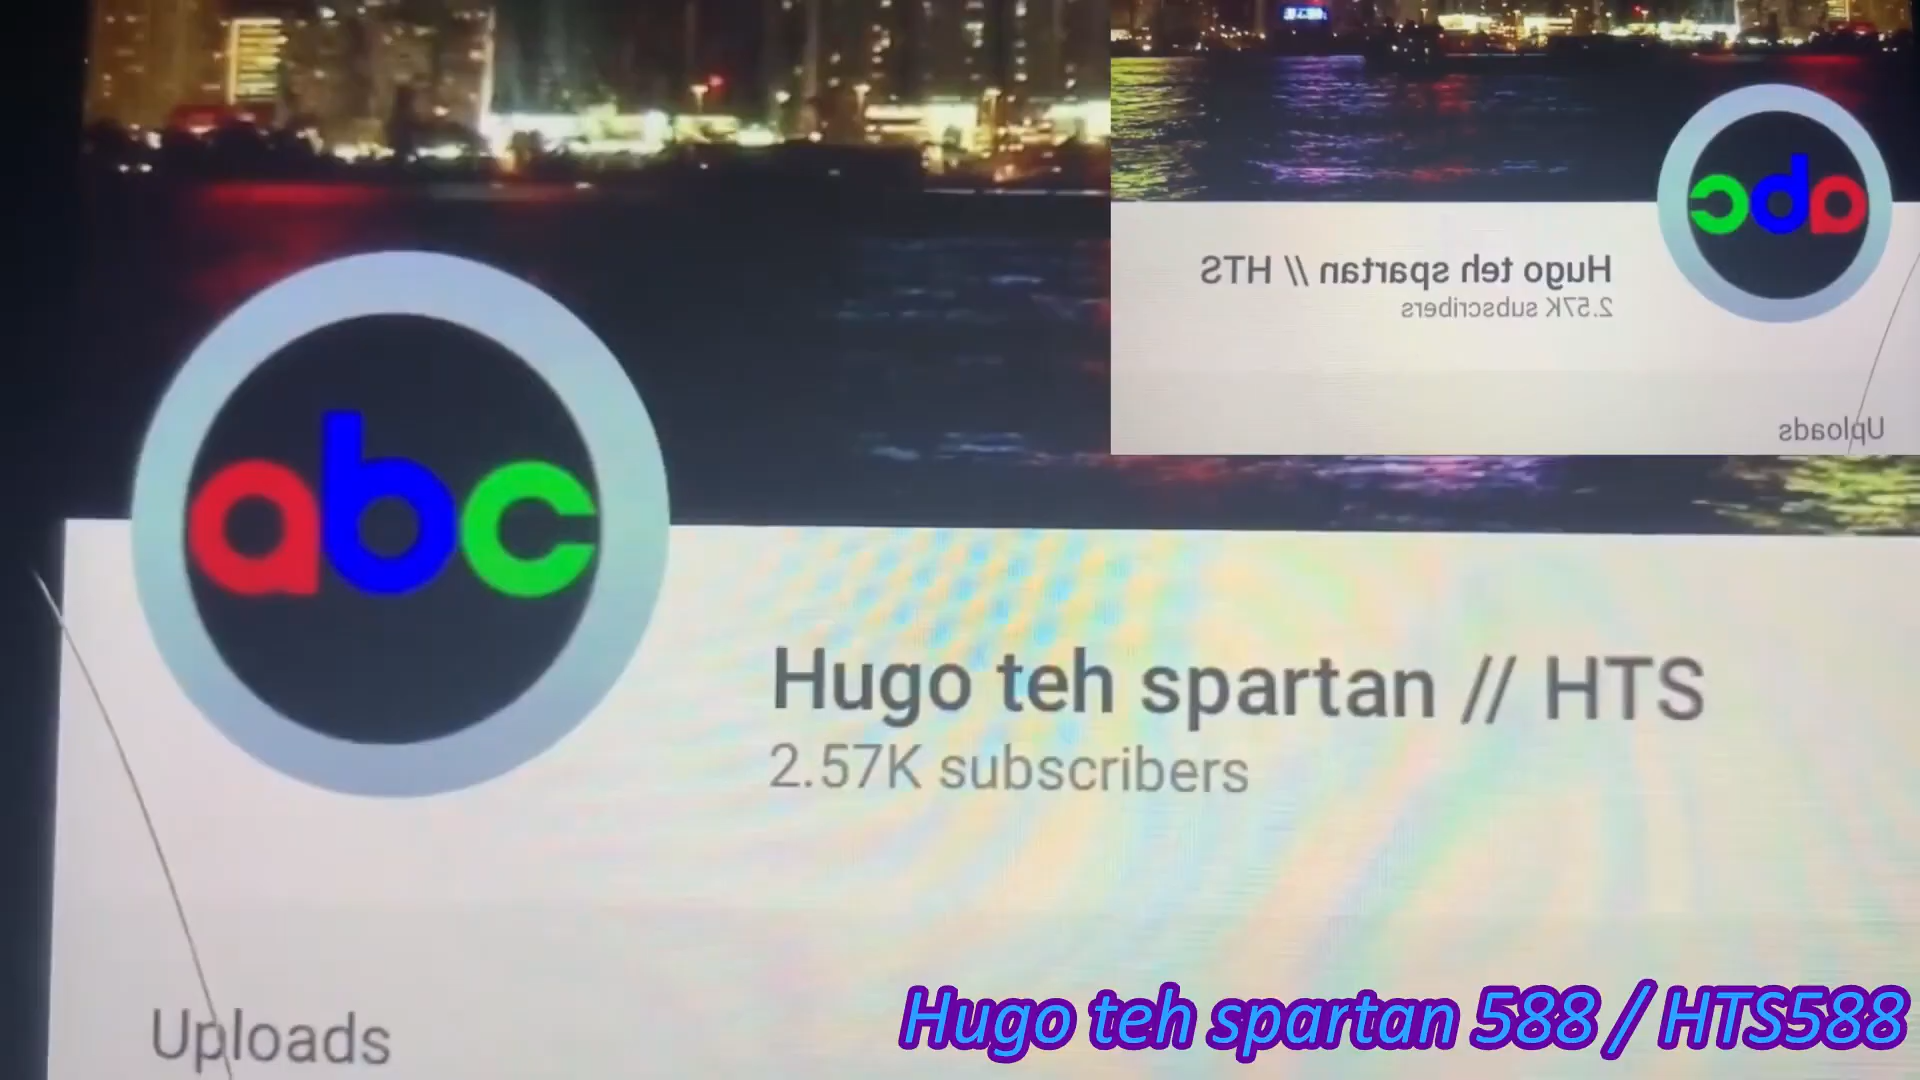 abc
Hugo teh spartan // HTS
2.57K subscribers
Uploads
abc
Hugo teh spartan // HTS
2.57K subscribers
Uploads
Hugo teh spartan 588 / HTS588